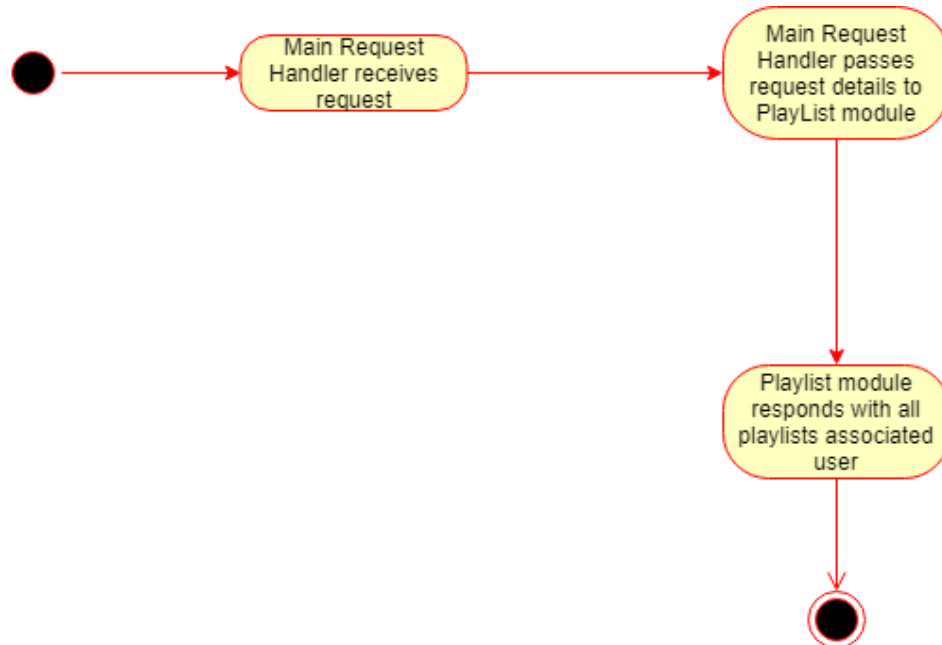 Main Request
Handler receives
request
Main Request
Handler passes
request details to
PlayList module
Playlist module
responds with all
playlists associated
user